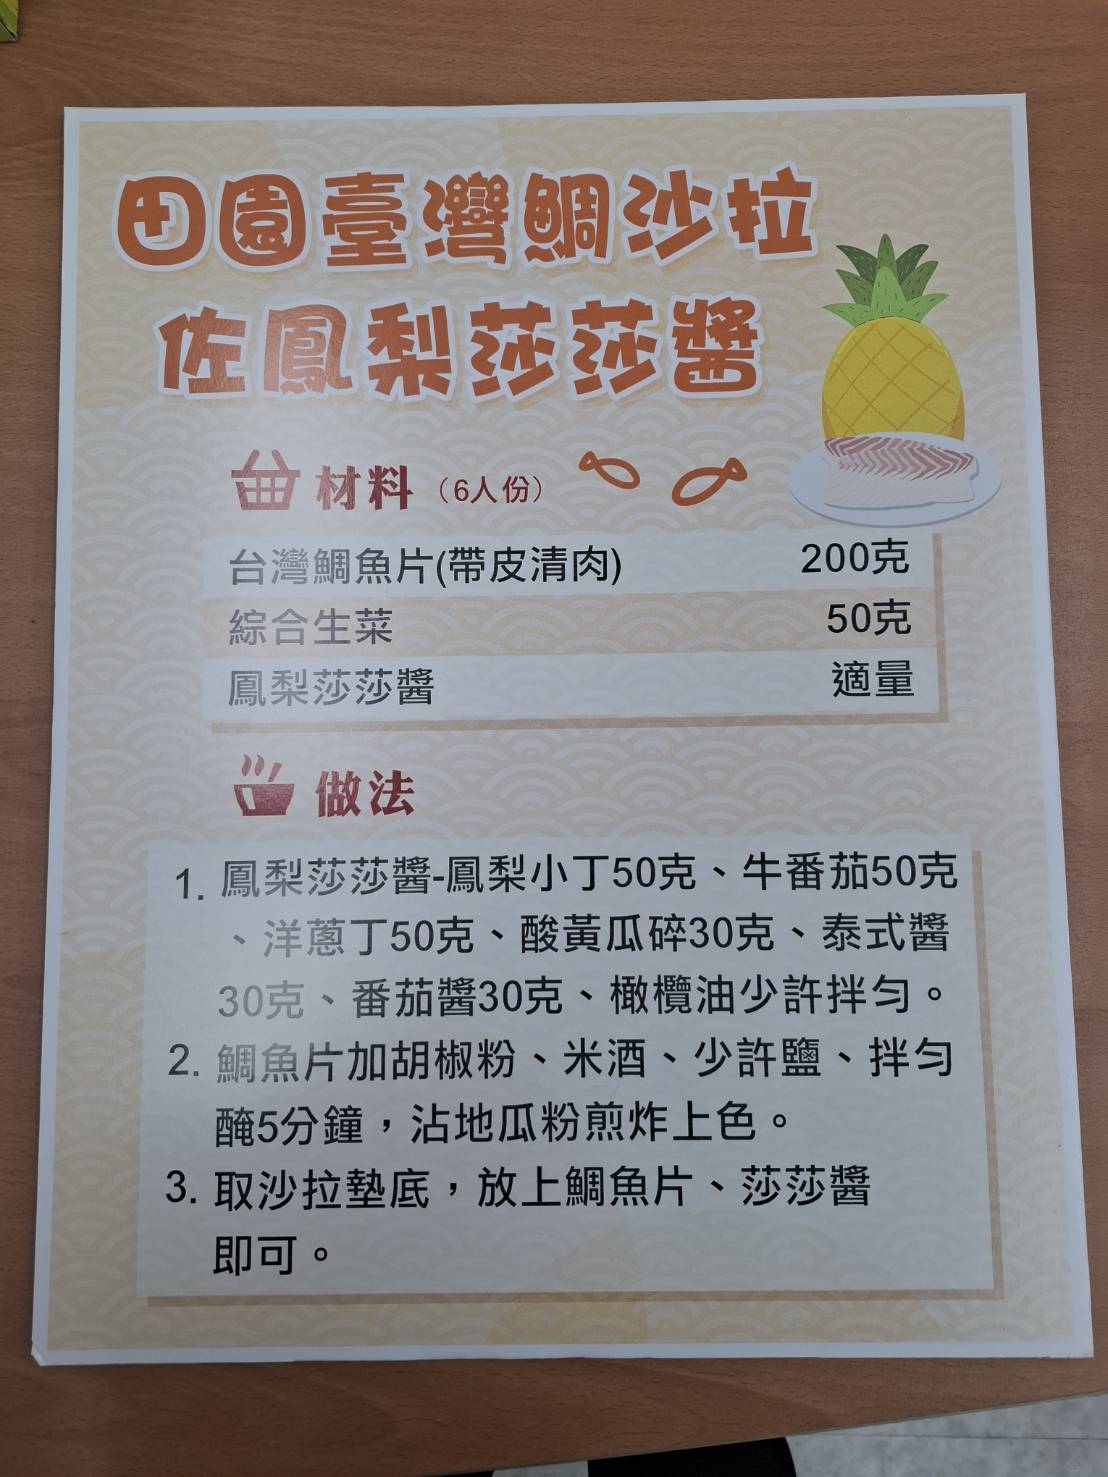 田園臺灣鯛沙拉
佐鳳梨莎莎醬
材料（6人份）
台灣鯛魚片(帶皮清肉) 200克
綜合生菜 50克
鳳梨莎莎醬 適量
做法
1. 鳳梨莎莎醬-鳳梨小丁50克、牛番茄50克
、洋蔥丁50克、酸黃瓜碎30克、泰式醬
30克、番茄醬30克、橄欖油少許拌勻。
2. 鯛魚片加胡椒粉、米酒、少許鹽、拌勻
醃5分鐘，沾地瓜粉煎炸上色。
3. 取沙拉墊底，放上鯛魚片、莎莎醬
即可。